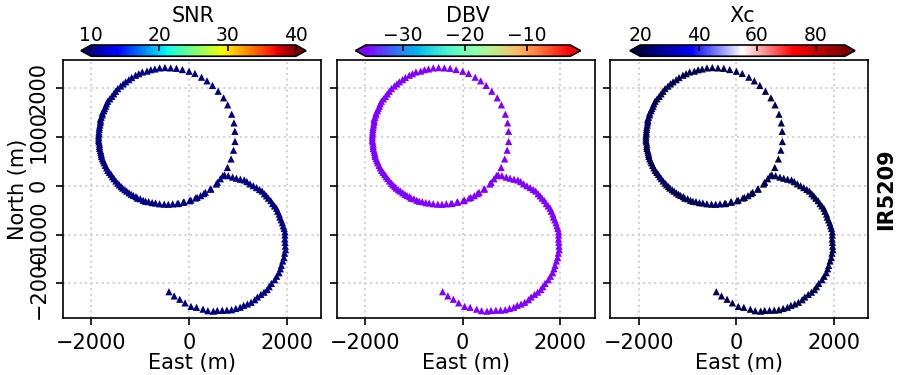 SNR DBV Xc
10 20 30 40 −30 −20 −10 20 40 60 80
North (m)
2000
1000
0
−1000
−2000
−2000 0 2000 −2000 0 2000 −2000 0 2000
East (m) East (m) East (m)
IR5209